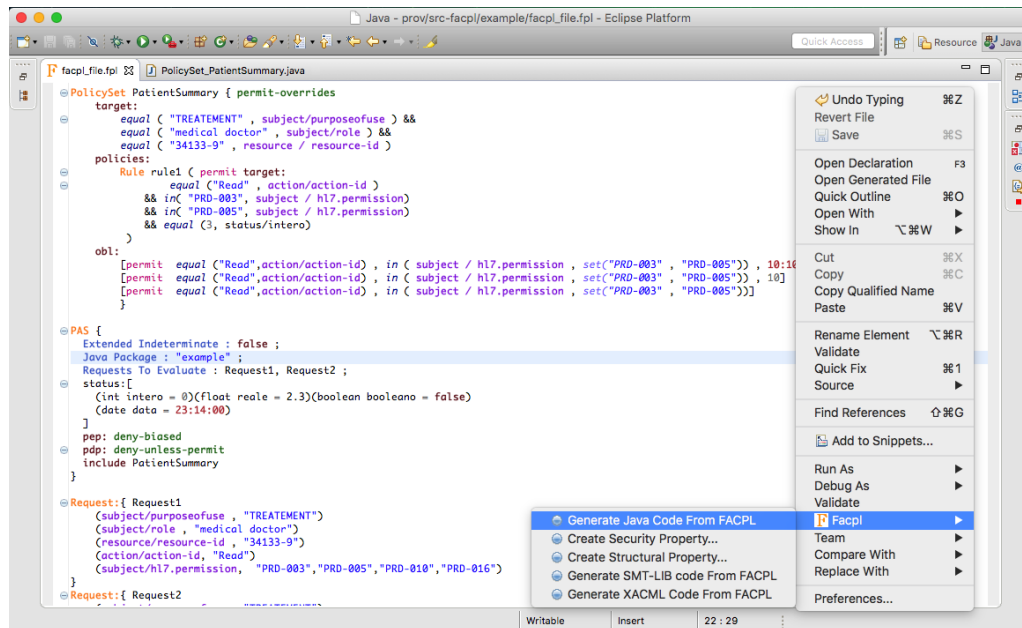 Java - prov/src-facpl/example/facpl_file.fpl - Eclipse Platform
Quick Access
Resource
Java
facpl_file.fpl
PolicySet_PatientSummary.java
PolicySet PatientSummary { permit-overrides
target:
equal ( "TREATEMENT" , subject/purposeofuse ) &&
equal ( "medical doctor" , subject/role ) &&
equal ( "34133-9" , resource / resource-id )
policies:
Rule rule1 ( permit target:
equal ("Read" , action/action-id )
&& in( "PRD-003", subject / hl7.permission)
&& in( "PRD-005", subject / hl7.permission)
&& equal (3, status/intero)
)
obl:
[permit equal ("Read",action/action-id) , in ( subject / hl7.permission , set("PRD-003" , "PRD-005")) , 10:10
[permit equal ("Read",action/action-id) , in ( subject / hl7.permission , set("PRD-003" , "PRD-005")) , 10]
[permit equal ("Read",action/action-id) , in ( subject / hl7.permission , set("PRD-003" , "PRD-005"))]
}
PAS {
Extended Indeterminate : false ;
Java Package : "example" ;
Requests To Evaluate : Request1, Request2 ;
status:[
(int intero = 0)(float reale = 2.3)(boolean booleano = false)
(date data = 23:14:00)
]
pep: deny-biased
pdp: deny-unless-permit
include PatientSummary
}
Request:{ Request1
(subject/purposeofuse , "TREATEMENT")
(subject/role , "medical doctor")
(resource/resource-id , "34133-9")
(action/action-id, "Read")
(subject/hl7.permission, "PRD-003","PRD-005","PRD-010","PRD-016")
}
Request:{ Request2
Undo Typing ⌘Z
Revert File
Save ⌘S
Open Declaration F3
Open Generated File
Quick Outline ⌘O
Open With
Show In ⌥⌘W
Cut ⌘X
Copy ⌘C
Copy Qualified Name
Paste ⌘V
Rename Element ⌥⌘R
Validate
Quick Fix ⌘1
Source
Find References ⇧⌘G
Add to Snippets...
Run As
Debug As
Validate
Facpl
Team
Compare With
Replace With
Preferences...
Generate Java Code From FACPL
Create Security Property...
Create Structural Property...
Generate SMT-LIB code From FACPL
Generate XACML Code From FACPL
Writable
Insert
22 : 29